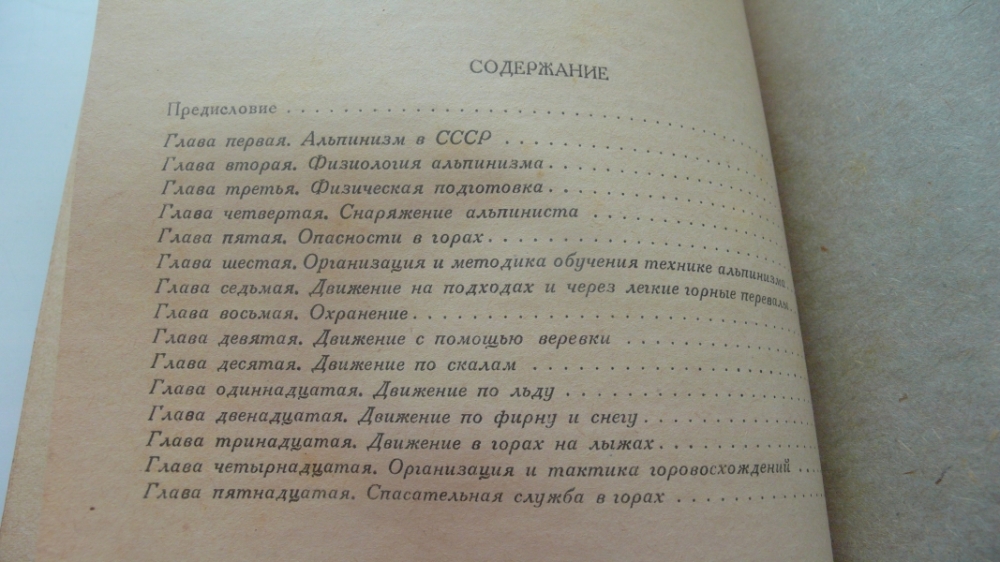 СОДЕРЖАНИЕ
Предисловие . . . . . . . . . . . . . . . . . . . . . . . . . . . .
Глава первая. Альпинизм в СССР . . . . . . . . . . . . . . . .
Глава вторая. Физиология альпинизма . . . . . . . . . . . . . .
Глава третья. Физическая подготовка . . . . . . . . . . . . . .
Глава четвертая. Снаряжение альпиниста . . . . . . . . . . . .
Глава пятая. Опасности в горах . . . . . . . . . . . . . . . . .
Глава шестая. Организация и методика обучения технике альпинизма .
Глава седьмая. Движение на подходах и через легкие горные перевалы . .
Глава восьмая. Охранение . . . . . . . . . . . . . . . . . . . .
Глава девятая. Движение с помощью веревки . . . . . . . . . .
Глава десятая. Движение по скалам . . . . . . . . . . . . . . .
Глава одиннадцатая. Движение по льду . . . . . . . . . . . . .
Глава двенадцатая. Движение по фирну и снегу . . . . . . . . .
Глава тринадцатая. Движение в горах на лыжах . . . . . . . . .
Глава четырнадцатая. Организация и тактика горовосхождений . .
Глава пятнадцатая. Спасательная служба в горах . . . . . . . .